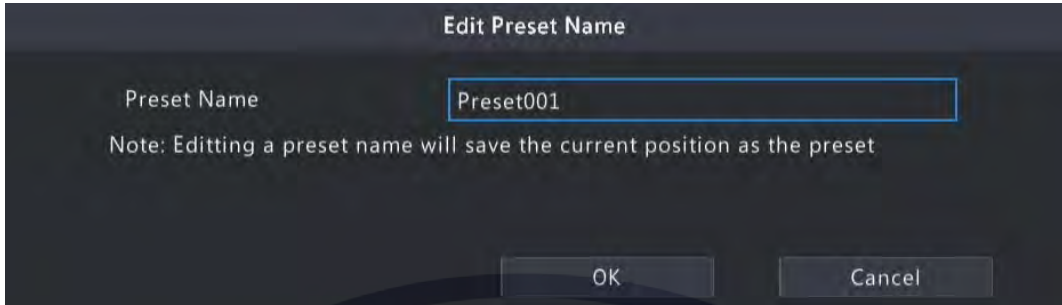 Edit Preset Name
Preset Name Preset001
Note: Editting a preset name will save the current position as the preset
OK Cancel